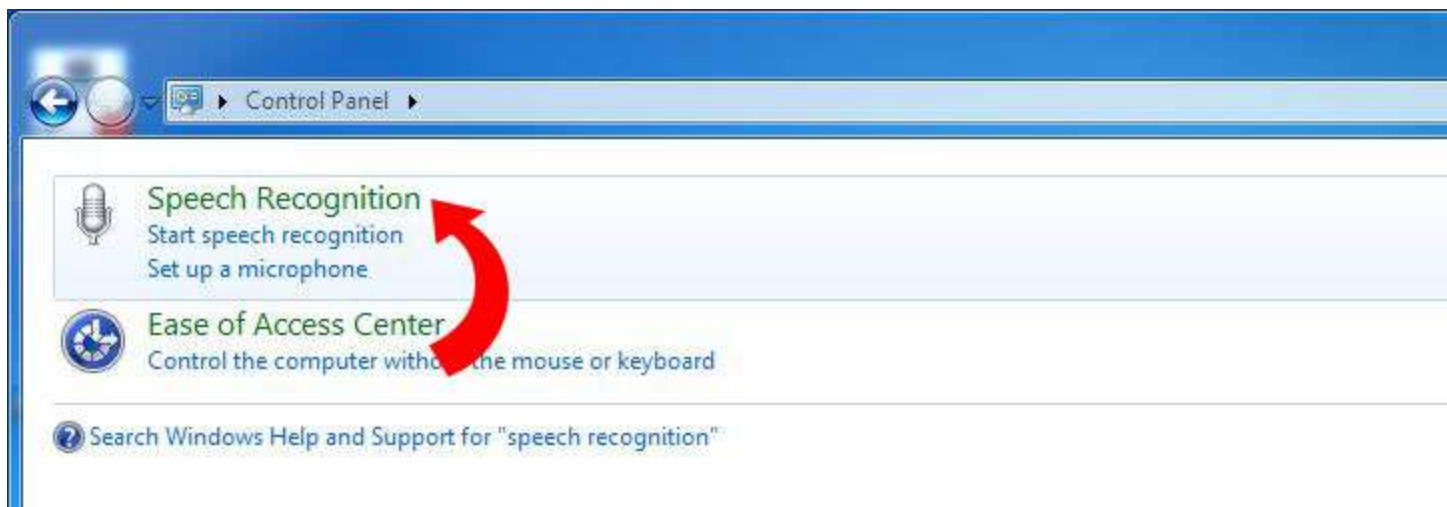 Control Panel
Speech Recognition
Start speech recognition
Set up a microphone
Ease of Access Center
Control the computer without the mouse or keyboard
Search Windows Help and Support for "speech recognition"